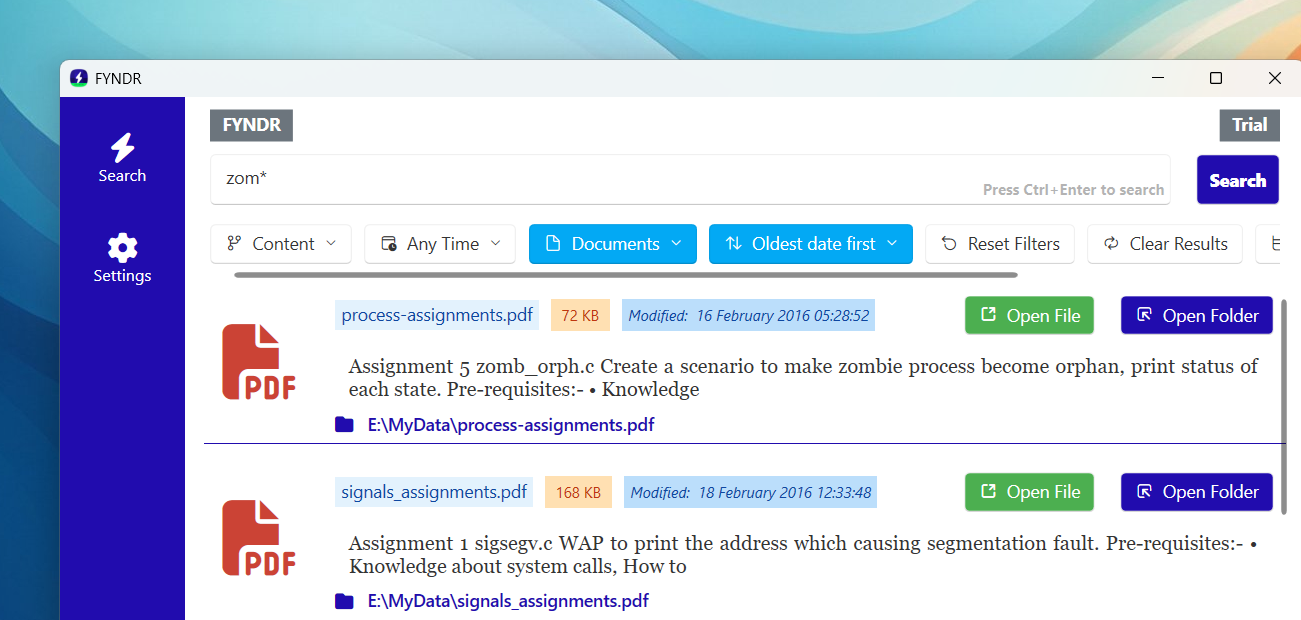 FYNDR
FYNDR
Trial
Search
zom*
Press Ctrl+Enter to search
Search
Content
Any Time
Documents
Oldest date first
Reset Filters
Clear Results
Settings
process-assignments.pdf
72 KB
Modified: 16 February 2016 05:28:52
Open File
Open Folder
PDF
Assignment 5 zomb_orph.c Create a scenario to make zombie process become orphan, print status of
each state. Pre-requisites:- • Knowledge
E:\MyData\process-assignments.pdf
signals_assignments.pdf
168 KB
Modified: 18 February 2016 12:33:48
Open File
Open Folder
PDF
Assignment 1 sigsegv.c WAP to print the address which causing segmentation fault. Pre-requisites:- •
Knowledge about system calls, How to
E:\MyData\signals_assignments.pdf